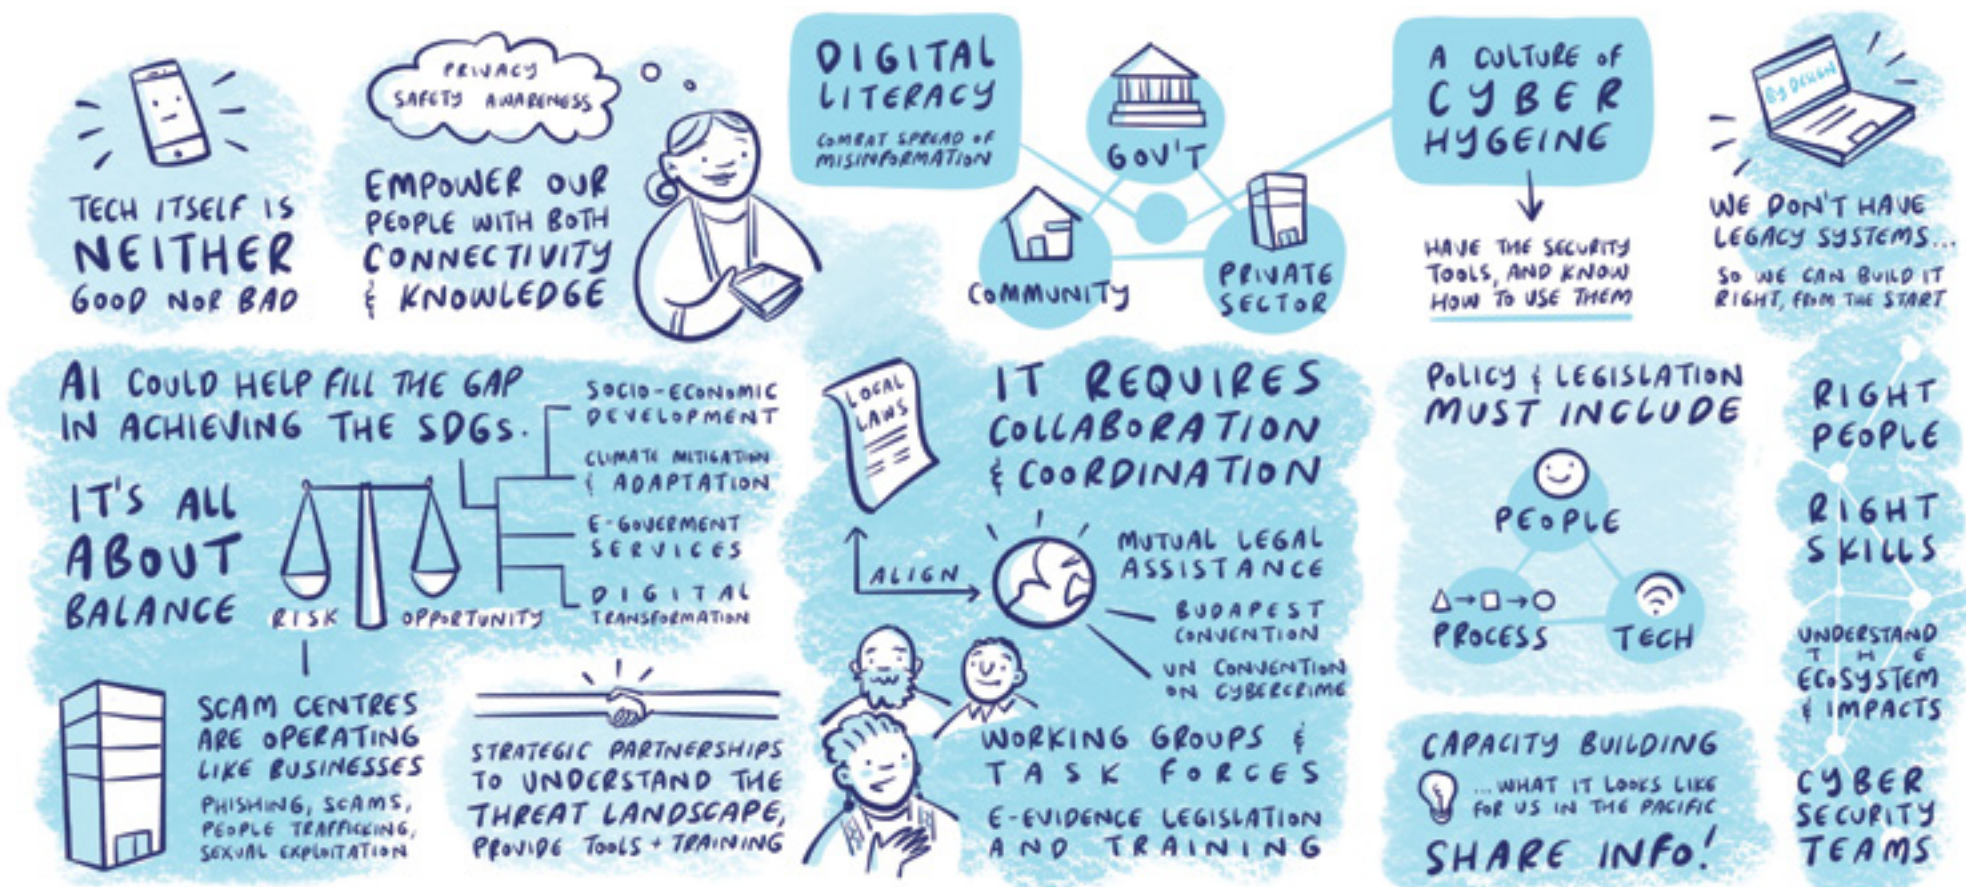 TECH ITSELF IS
NEITHER
GOOD NOR BAD
PRIVACY
SAFETY AWARENESS
EMPOWER OUR
PEOPLE WITH BOTH
CONNECTIVITY
& KNOWLEDGE
DIGITAL
LITERACY
COMBAT SPREAD OF
MISINFORMATION
GOV'T
COMMUNITY
PRIVATE
SECTOR
A CULTURE OF
CYBER
HYGEINE
HAVE THE SECURITY
TOOLS, AND KNOW
HOW TO USE THEM
BY DESIGN
WE DON'T HAVE
LEGACY SYSTEMS...
SO WE CAN BUILD IT
RIGHT, FROM THE START
AI COULD HELP FILL THE GAP
IN ACHIEVING THE SDGs.
SOCIO-ECONOMIC
DEVELOPMENT
CLIMATE MITIGATION
& ADAPTATION
E-GOVERMENT
SERVICES
DIGITAL
TRANSFORMATION
IT'S ALL
ABOUT
BALANCE
RISK
OPPORTUNITY
SCAM CENTRES
ARE OPERATING
LIKE BUSINESSES
PHISHING, SCAMS,
PEOPLE TRAFFICKING,
SEXUAL EXPLOITATION
STRATEGIC PARTNERSHIPS
TO UNDERSTAND THE
THREAT LANDSCAPE,
PROVIDE TOOLS + TRAINING
LOCAL
LAWS
IT REQUIRES
COLLABORATION
& COORDINATION
ALIGN
MUTUAL LEGAL
ASSISTANCE
BUDAPEST
CONVENTION
UN CONVENTION
ON CYBERCRIME
WORKING GROUPS &
TASK FORCES
E-EVIDENCE LEGISLATION
AND TRAINING
POLICY & LEGISLATION
MUST INCLUDE
PEOPLE
PROCESS
TECH
CAPACITY BUILDING
...WHAT IT LOOKS LIKE
FOR US IN THE PACIFIC
SHARE INFO!
RIGHT
PEOPLE
RIGHT
SKILLS
UNDERSTAND
THE
ECOSYSTEM
& IMPACTS
CYBER
SECURITY
TEAMS